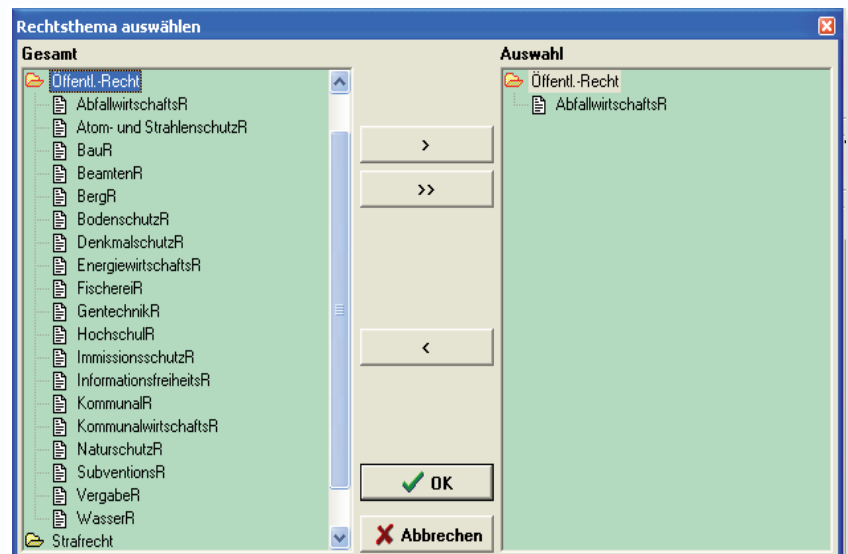 Rechtsthema auswählen
Gesamt
Öffentl.-Recht
AbfallwirtschaftsR
Atom- und StrahlenschutzR
BauR
BeamtenR
BergR
BodenschutzR
DenkmalschutzR
EnergiewirtschaftsR
FischereiR
GentechnikR
HochschulR
ImmissionsschutzR
InformationsfreiheitsR
KommunalR
KommunalwirtschaftsR
NaturschutzR
SubventionsR
VergabeR
WasserR
Strafrecht
>
>>
<
OK
Abbrechen
Auswahl
Öffentl.-Recht
AbfallwirtschaftsR